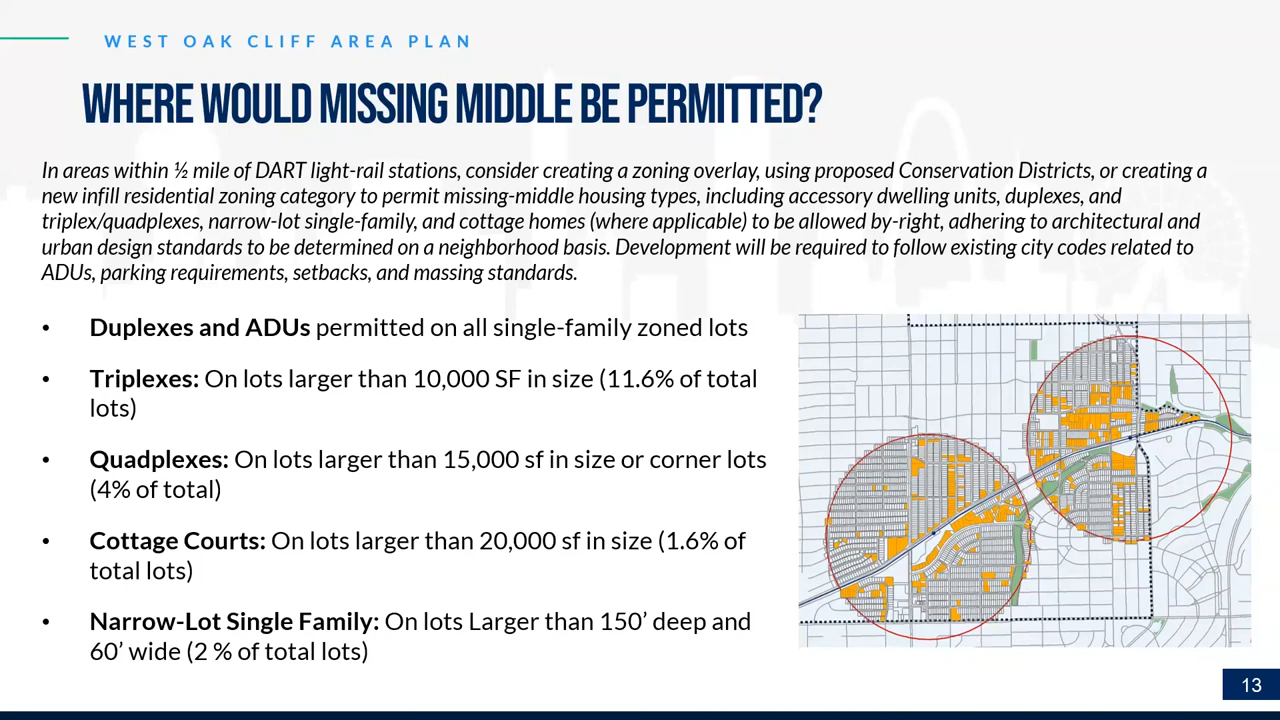 WEST OAK CLIFF AREA PLAN
WHERE WOULD MISSING MIDDLE BE PERMITTED?
In areas within ½ mile of DART light-rail stations, consider creating a zoning overlay, using proposed Conservation Districts, or creating a
new infill residential zoning category to permit missing-middle housing types, including accessory dwelling units, duplexes, and
triplex/quadplexes, narrow-lot single-family, and cottage homes (where applicable) to be allowed by-right, adhering to architectural and
urban design standards to be determined on a neighborhood basis. Development will be required to follow existing city codes related to
ADUs, parking requirements, setbacks, and massing standards.
• Duplexes and ADUs permitted on all single-family zoned lots
• Triplexes: On lots larger than 10,000 SF in size (11.6% of total
lots)
• Quadplexes: On lots larger than 15,000 sf in size or corner lots
(4% of total)
• Cottage Courts: On lots larger than 20,000 sf in size (1.6% of
total lots)
• Narrow-Lot Single Family: On lots Larger than 150’ deep and
60’ wide (2 % of total lots)
13